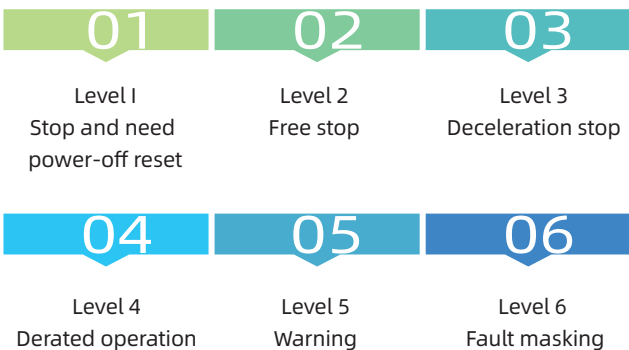 01
02
03
Level I
Stop and need
power-off reset
Level 2
Free stop
Level 3
Deceleration stop
04
05
06
Level 4
Derated operation
Level 5
Warning
Level 6
Fault masking